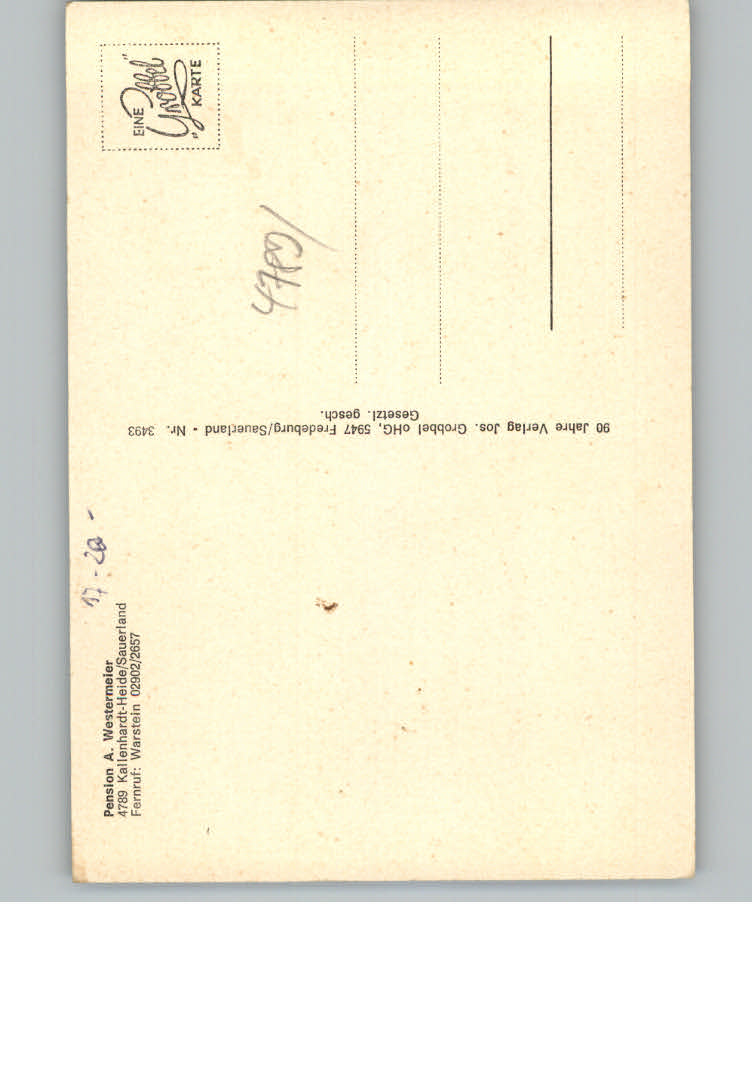 Pension A. Westermeier
4789 Kallenhardt-Heide/Sauerland
Fernruf: Warstein 02902/2657
17.-20-
90 Jahre Verlag Jos. Grobbel oHG, 5947 Fredeburg/Sauerland - Nr. 3493
Gesetzl. gesch.
EINE
"Grobbel"
KARTE
4789/